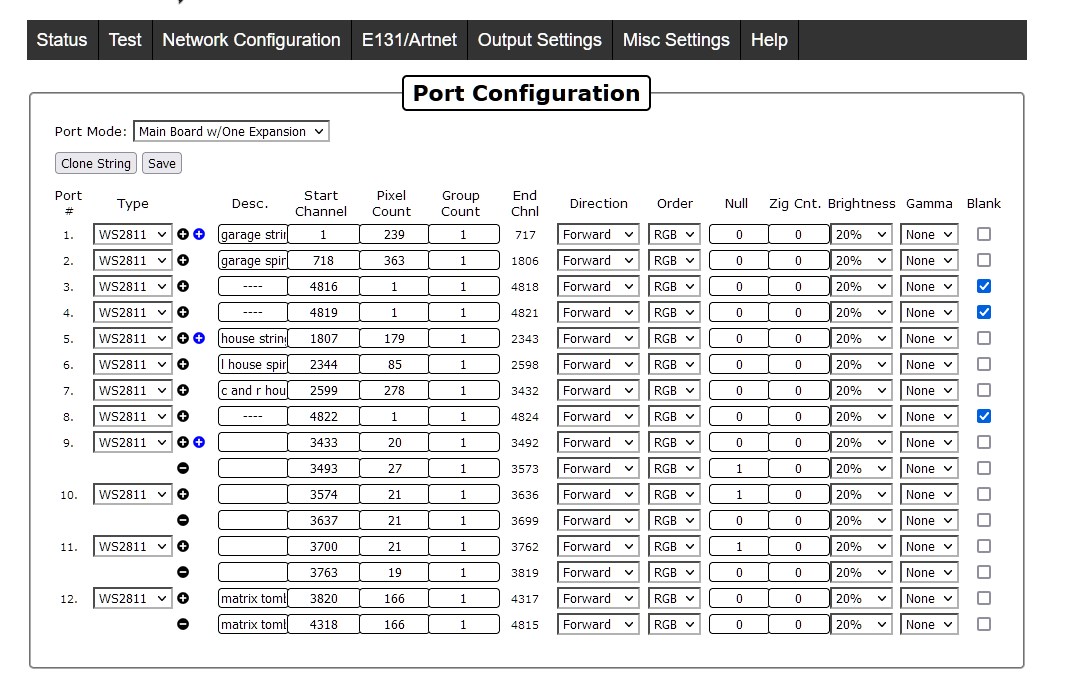 Status Test Network Configuration E131/Artnet Output Settings Misc Settings Help
Port Configuration
Port Mode: Main Board w/One Expansion
Clone String Save
Port # Type Desc. Start Channel Pixel Count Group Count End Chnl Direction Order Null Zig Cnt. Brightness Gamma Blank
1. WS2811 garage strin 1 239 1 717 Forward RGB 0 0 20% None
2. WS2811 garage spir 718 363 1 1806 Forward RGB 0 0 20% None
3. WS2811 ---- 4816 1 1 4818 Forward RGB 0 0 20% None
4. WS2811 ---- 4819 1 1 4821 Forward RGB 0 0 20% None
5. WS2811 house string 1807 179 1 2343 Forward RGB 0 0 20% None
6. WS2811 l house spir 2344 85 1 2598 Forward RGB 0 0 20% None
7. WS2811 c and r hou 2599 278 1 3432 Forward RGB 0 0 20% None
8. WS2811 ---- 4822 1 1 4824 Forward RGB 0 0 20% None
9. WS2811 3433 20 1 3492 Forward RGB 0 0 20% None
3493 27 1 3573 Forward RGB 1 0 20% None
10. WS2811 3574 21 1 3636 Forward RGB 1 0 20% None
3637 21 1 3699 Forward RGB 0 0 20% None
11. WS2811 3700 21 1 3762 Forward RGB 1 0 20% None
3763 19 1 3819 Forward RGB 0 0 20% None
12. WS2811 matrix tomb 3820 166 1 4317 Forward RGB 0 0 20% None
matrix tomb 4318 166 1 4815 Forward RGB 0 0 20% None